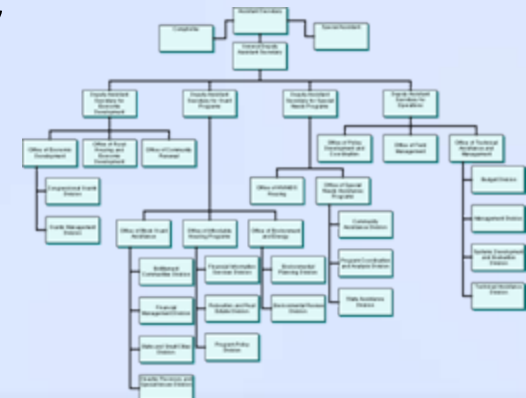 Assistant Secretary
Comptroller
Special Assistant
General Deputy
Assistant Secretary
Deputy Assistant
Secretary for
Economic
Development
Deputy Assistant
Secretary for Grant
Programs
Deputy Assistant
Secretary for Special
Needs Programs
Deputy Assistant
Secretary for
Operations
Office of Economic
Development
Office of Rural
Housing and
Economic
Development
Office of Community
Renewal
Office of Policy
Development and
Coordination
Office of Field
Management
Office of Technical
Assistance and
Management
Congressional Grants
Division
Grants Management
Division
Office of HIV/AIDS
Housing
Office of Special
Needs Assistance
Programs
Budget Division
Management Division
Systems Development
and Evaluation
Division
Technical Assistance
Division
Office of Block Grant
Assistance
Office of Affordable
Housing Programs
Office of Environment
and Energy
Community
Assistance Division
Program Coordination
and Analysis Division
State Assistance
Division
Entitlement
Communities Division
Financial
Management Division
State and Small Cities
Division
Financial Information
Services Division
Relocation and Real
Estate Division
Program Policy
Division
Environmental
Planning Division
Environmental Review
Division